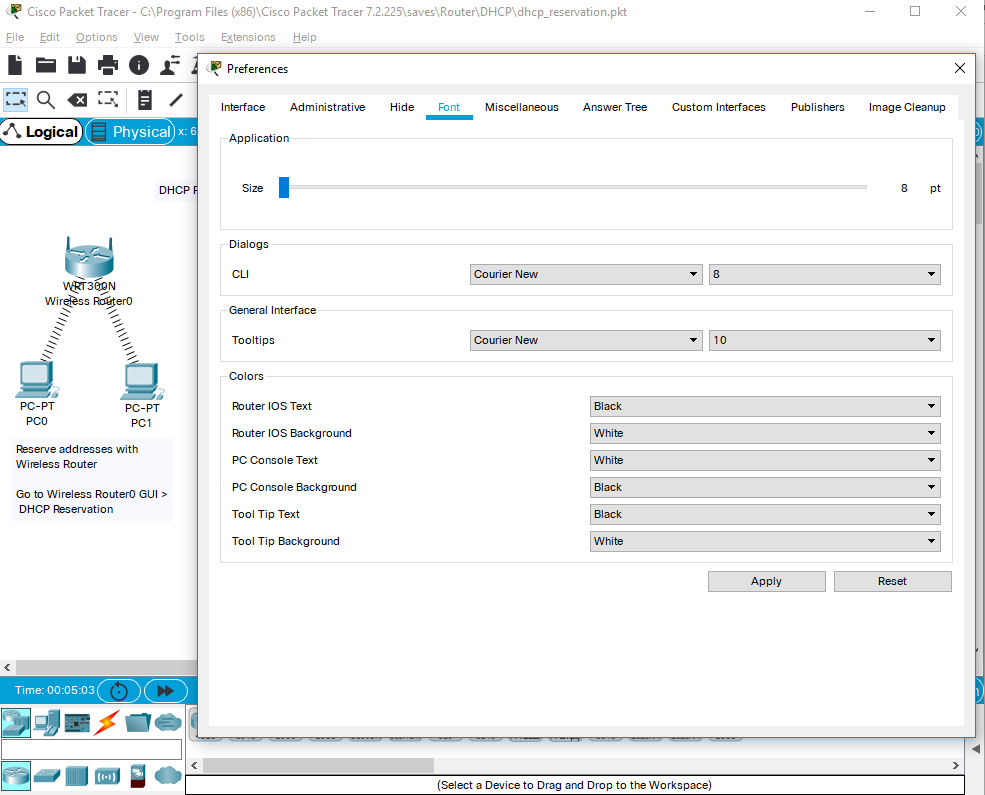 Cisco Packet Tracer - C:\Program Files (x86)\Cisco Packet Tracer 7.2.225\saves\Router\DHCP\dhcp_reservation.pkt
File Edit Options View Tools Extensions Help
Preferences
Interface Administrative Hide Font Miscellaneous Answer Tree Custom Interfaces Publishers Image Cleanup
Logical Physical x: 6
Application
Size 8 pt
DHCP
Dialogs
CLI Courier New 8
General Interface
Tooltips Courier New 10
Colors
Router IOS Text Black
Router IOS Background White
PC Console Text White
PC Console Background Black
Tool Tip Text Black
Tool Tip Background White
Apply Reset
WRT300N
Wireless Router0
PC-PT
PC0
PC-PT
PC1
Reserve addresses with
Wireless Router
Go to Wireless Router0 GUI >
DHCP Reservation
Time: 00:05:03
(Select a Device to Drag and Drop to the Workspace)